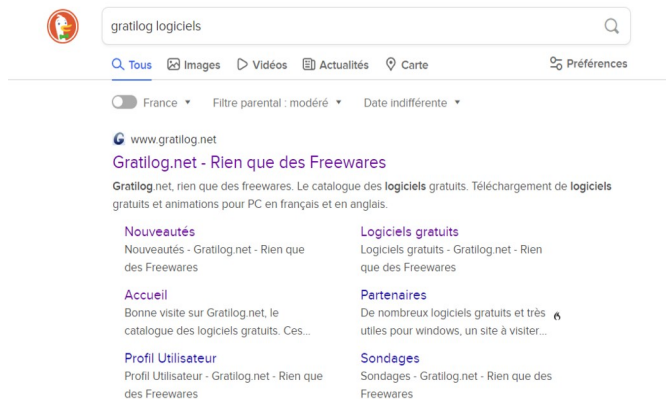 gratilog logiciels
Tous Images Vidéos Actualités Carte Préférences
France Filtre parental : modéré Date indifférente
www.gratilog.net
Gratilog.net - Rien que des Freewares
Gratilog.net, rien que des freewares. Le catalogue des logiciels gratuits. Téléchargement de logiciels
gratuits et animations pour PC en français et en anglais.
Nouveautés
Nouveautés - Gratilog.net - Rien que
des Freewares
Logiciels gratuits
Logiciels gratuits - Gratilog.net - Rien
que des Freewares
Accueil
Bonne visite sur Gratilog.net, le
catalogue des logiciels gratuits. Ces...
Partenaires
De nombreux logiciels gratuits et très
utiles pour windows, un site à visiter...
Profil Utilisateur
Profil Utilisateur - Gratilog.net - Rien que
des Freewares
Sondages
Sondages - Gratilog.net - Rien que des
Freewares